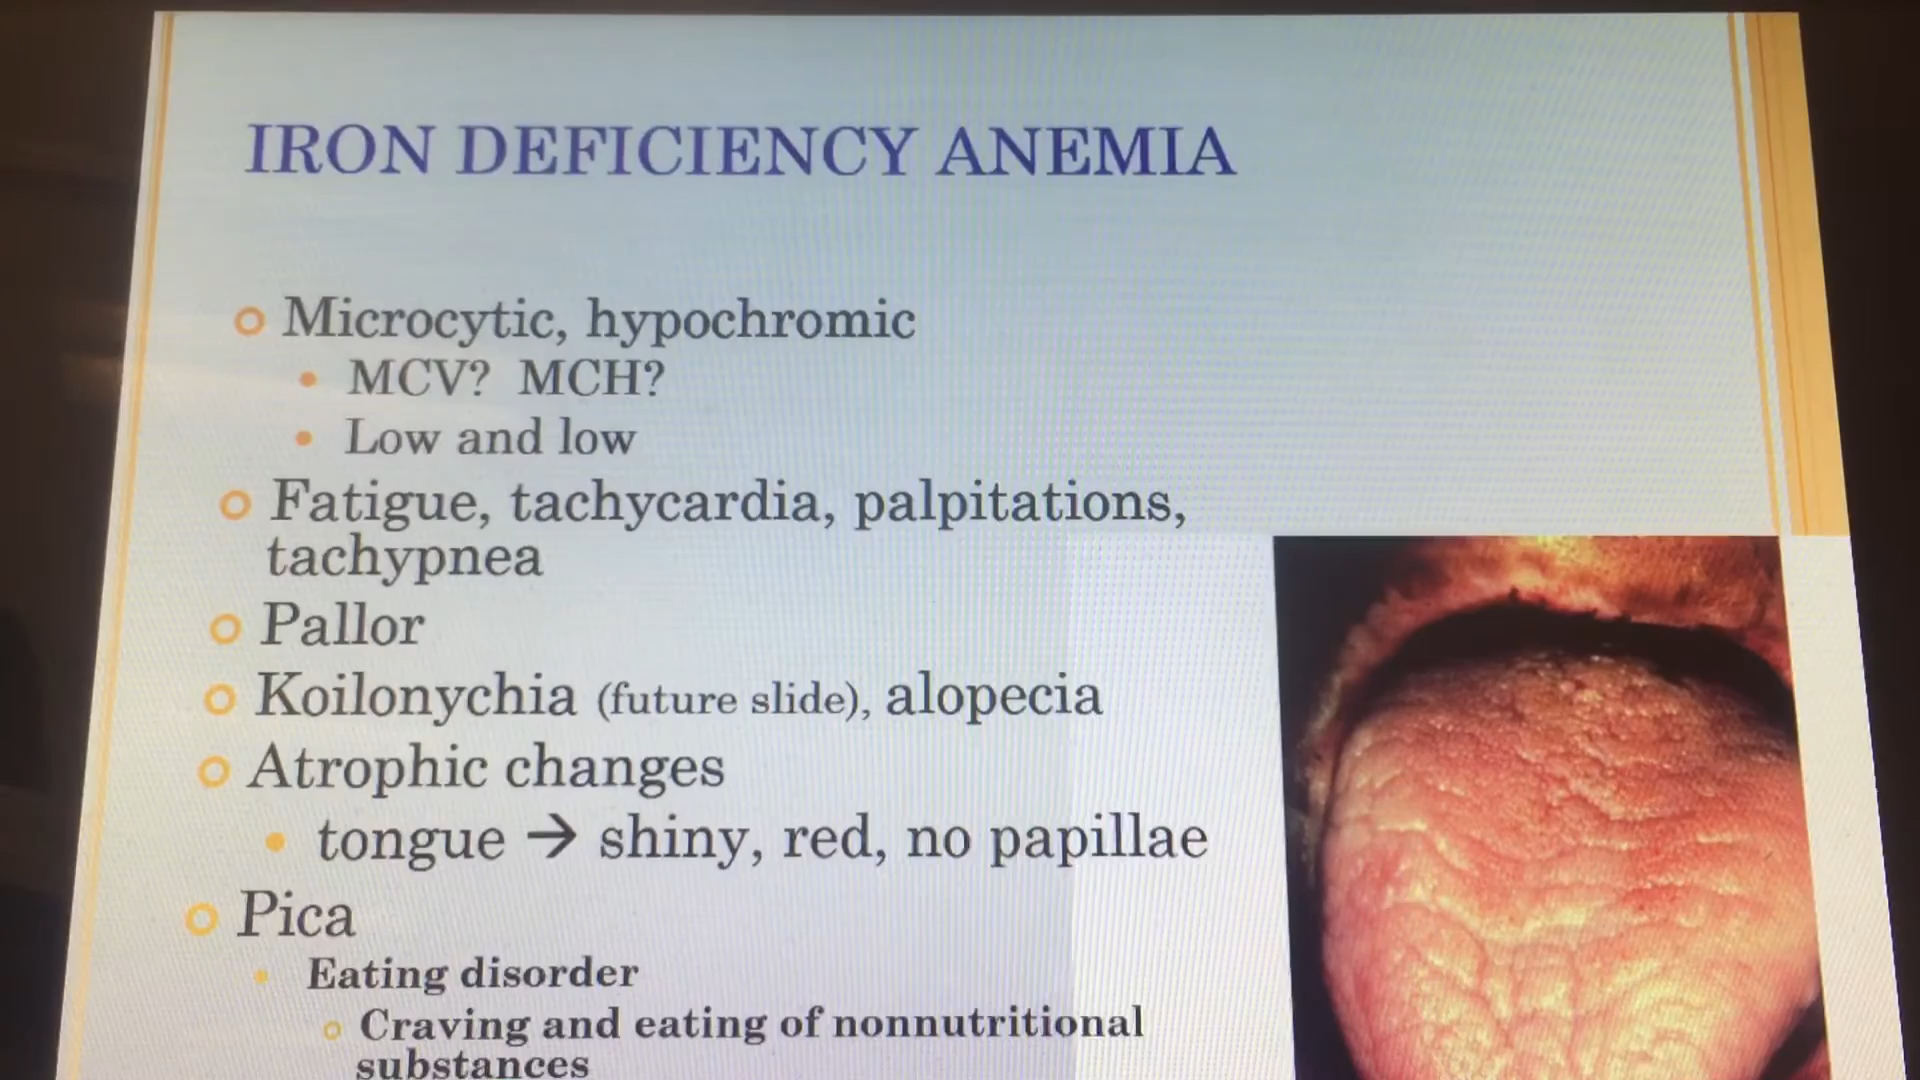 IRON DEFICIENCY ANEMIA
Microcytic, hypochromic
MCV? MCH?
Low and low
Fatigue, tachycardia, palpitations,
tachypnea
Pallor
Koilonychia (future slide), alopecia
Atrophic changes
tongue → shiny, red, no papillae
Pica
Eating disorder
Craving and eating of nonnutritional
substances